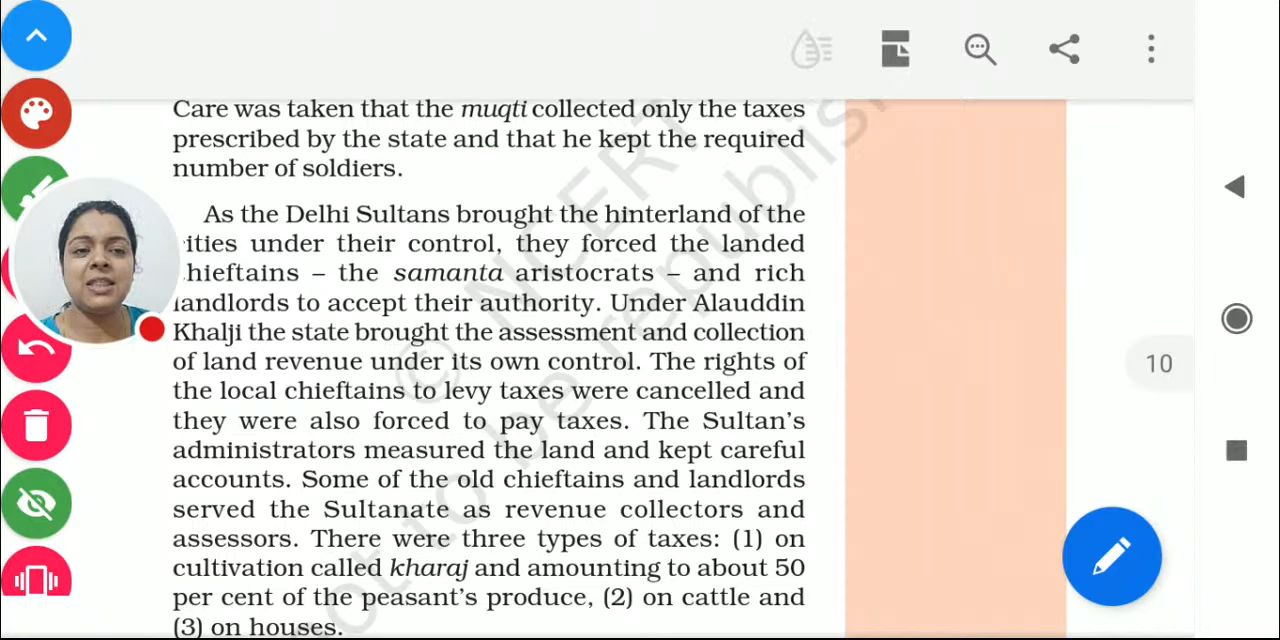 Care was taken that the muqti collected only the taxes
prescribed by the state and that he kept the required
number of soldiers.
As the Delhi Sultans brought the hinterland of the
ities under their control, they forced the landed
hieftains – the samanta aristocrats – and rich
landlords to accept their authority. Under Alauddin
Khalji the state brought the assessment and collection
of land revenue under its own control. The rights of
the local chieftains to levy taxes were cancelled and
they were also forced to pay taxes. The Sultan's
administrators measured the land and kept careful
accounts. Some of the old chieftains and landlords
served the Sultanate as revenue collectors and
assessors. There were three types of taxes: (1) on
cultivation called kharaj and amounting to about 50
per cent of the peasant's produce, (2) on cattle and
(3) on houses.
10
© NCERT
not to be republish